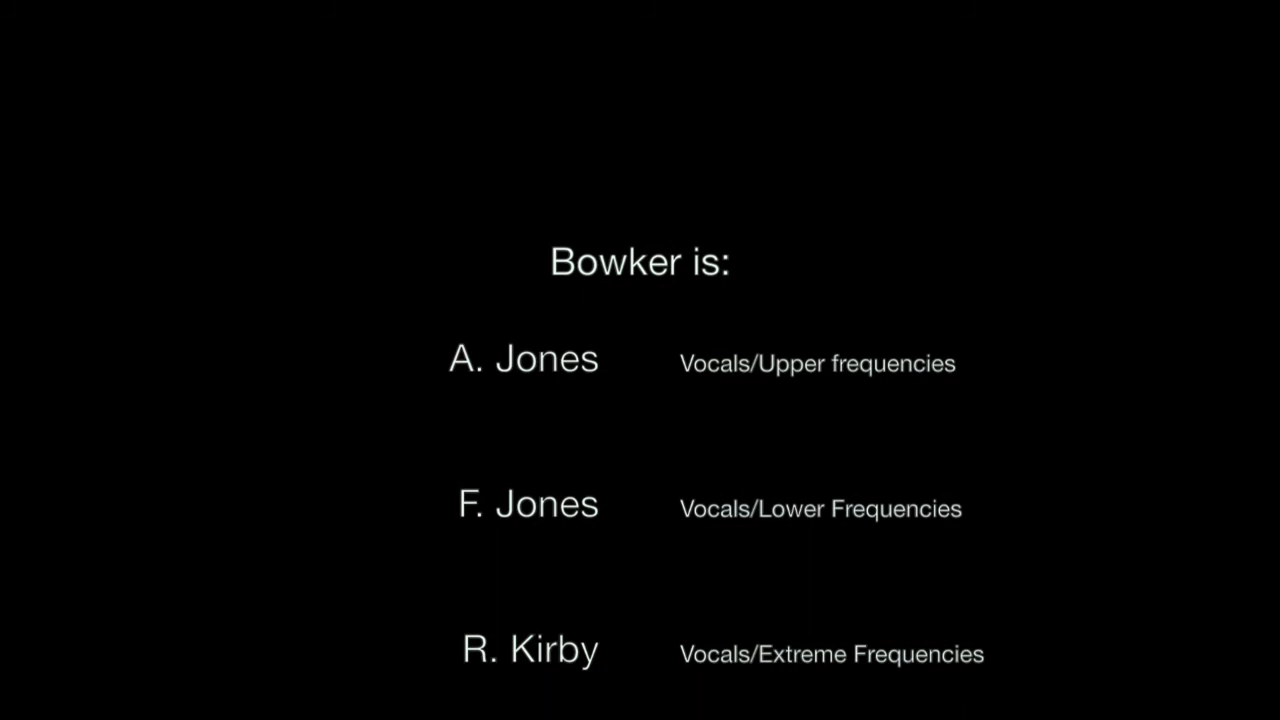 Bowker is:
A. Jones Vocals/Upper frequencies
F. Jones Vocals/Lower Frequencies
R. Kirby Vocals/Extreme Frequencies